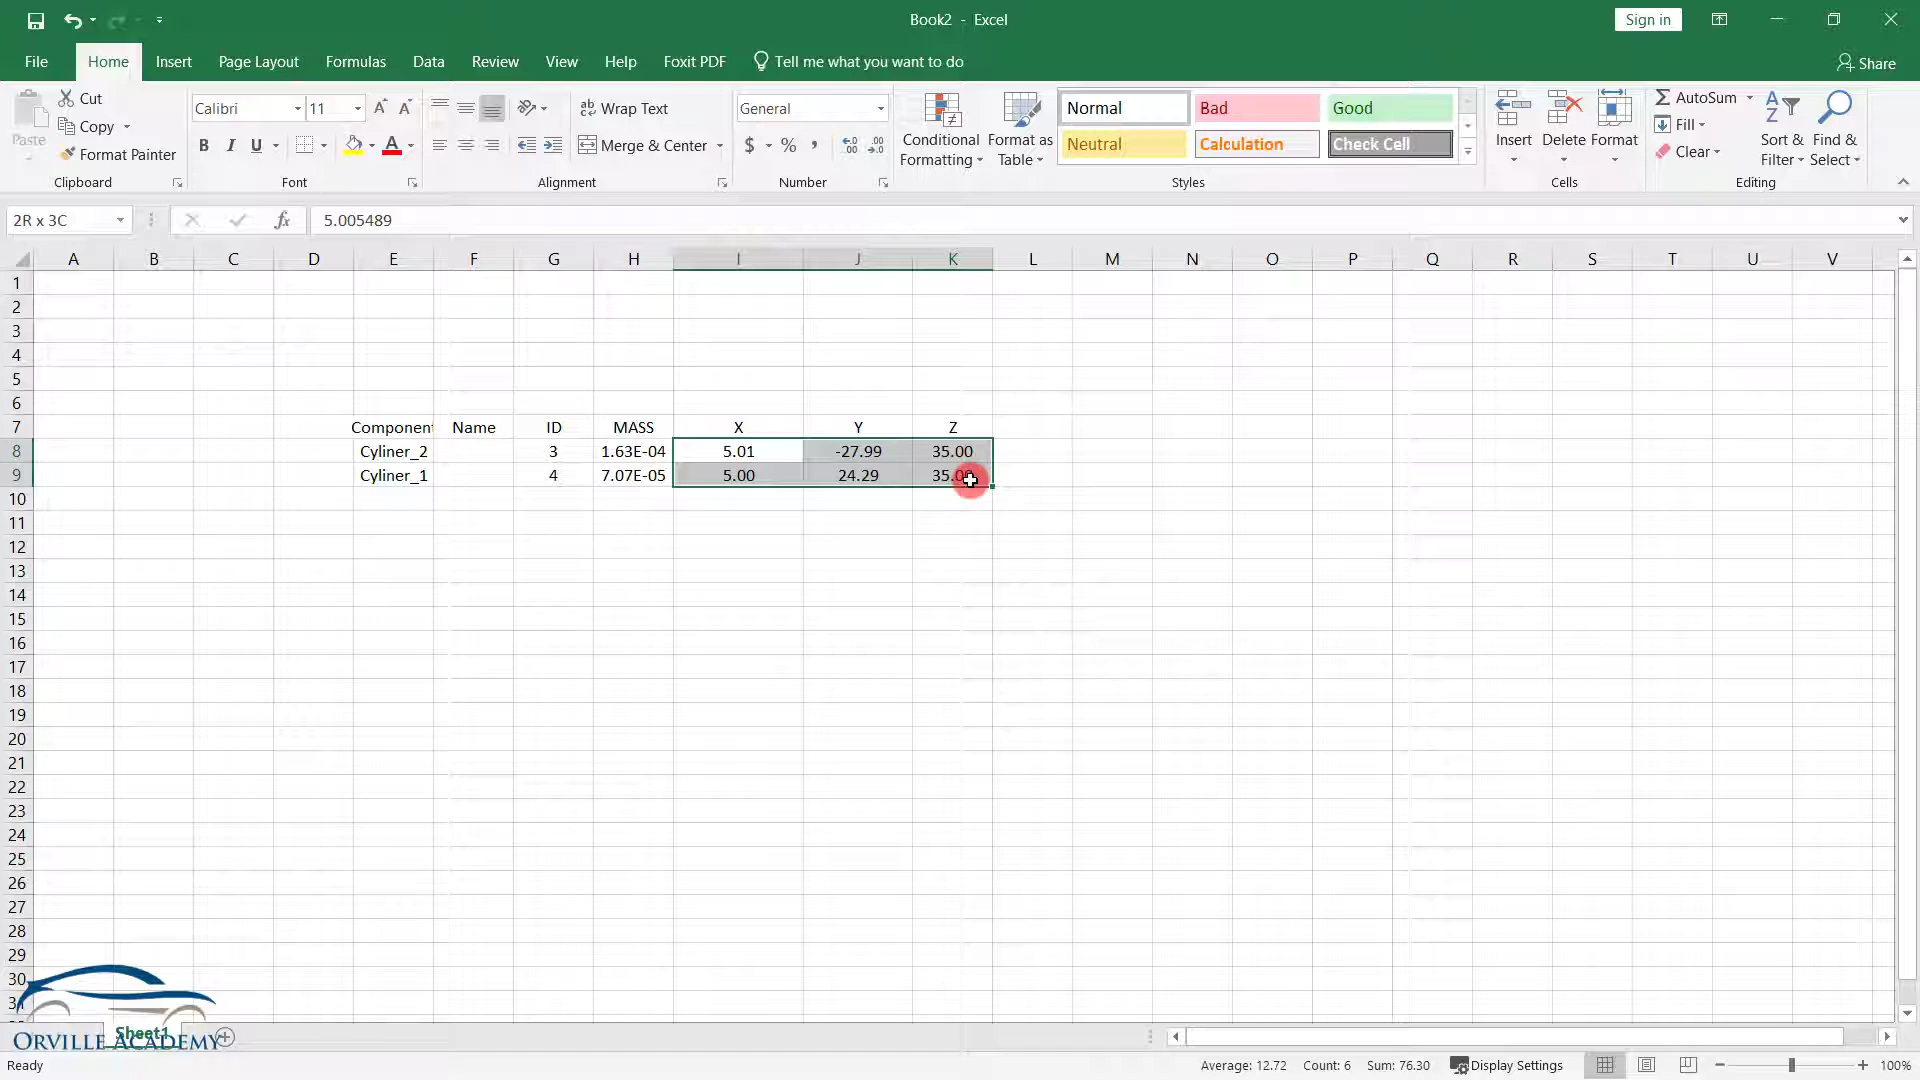 Book2 - Excel
Sign in
File Home Insert Page Layout Formulas Data Review View Help Foxit PDF Tell me what you want to do Share
Paste
Cut
Copy
Format Painter
Calibri 11
B I U
Wrap Text
Merge & Center
General
$ % ,
Conditional Formatting
Format as Table
Normal Bad Good
Neutral Calculation Check Cell
Insert Delete Format
AutoSum
Fill
Clear
Sort & Filter
Find & Select
Clipboard Font Alignment Number Styles Cells Editing
2R x 3C fx 5.005489
A B C D E F G H I J K L M N O P Q R S T U V
1
2
3
4
5
6
7 Component Name ID MASS X Y Z
8 Cyliner_2 3 1.63E-04 5.01 -27.99 35.00
9 Cyliner_1 4 7.07E-05 5.00 24.29
10
11
12
13
14
15
16
17
18
19
20
21
22
23
24
25
26
27
28
29
30
Sheet1
ORVILLE ACADEMY
Ready Average: 12.72 Count: 6 Sum: 76.30 Display Settings 100%